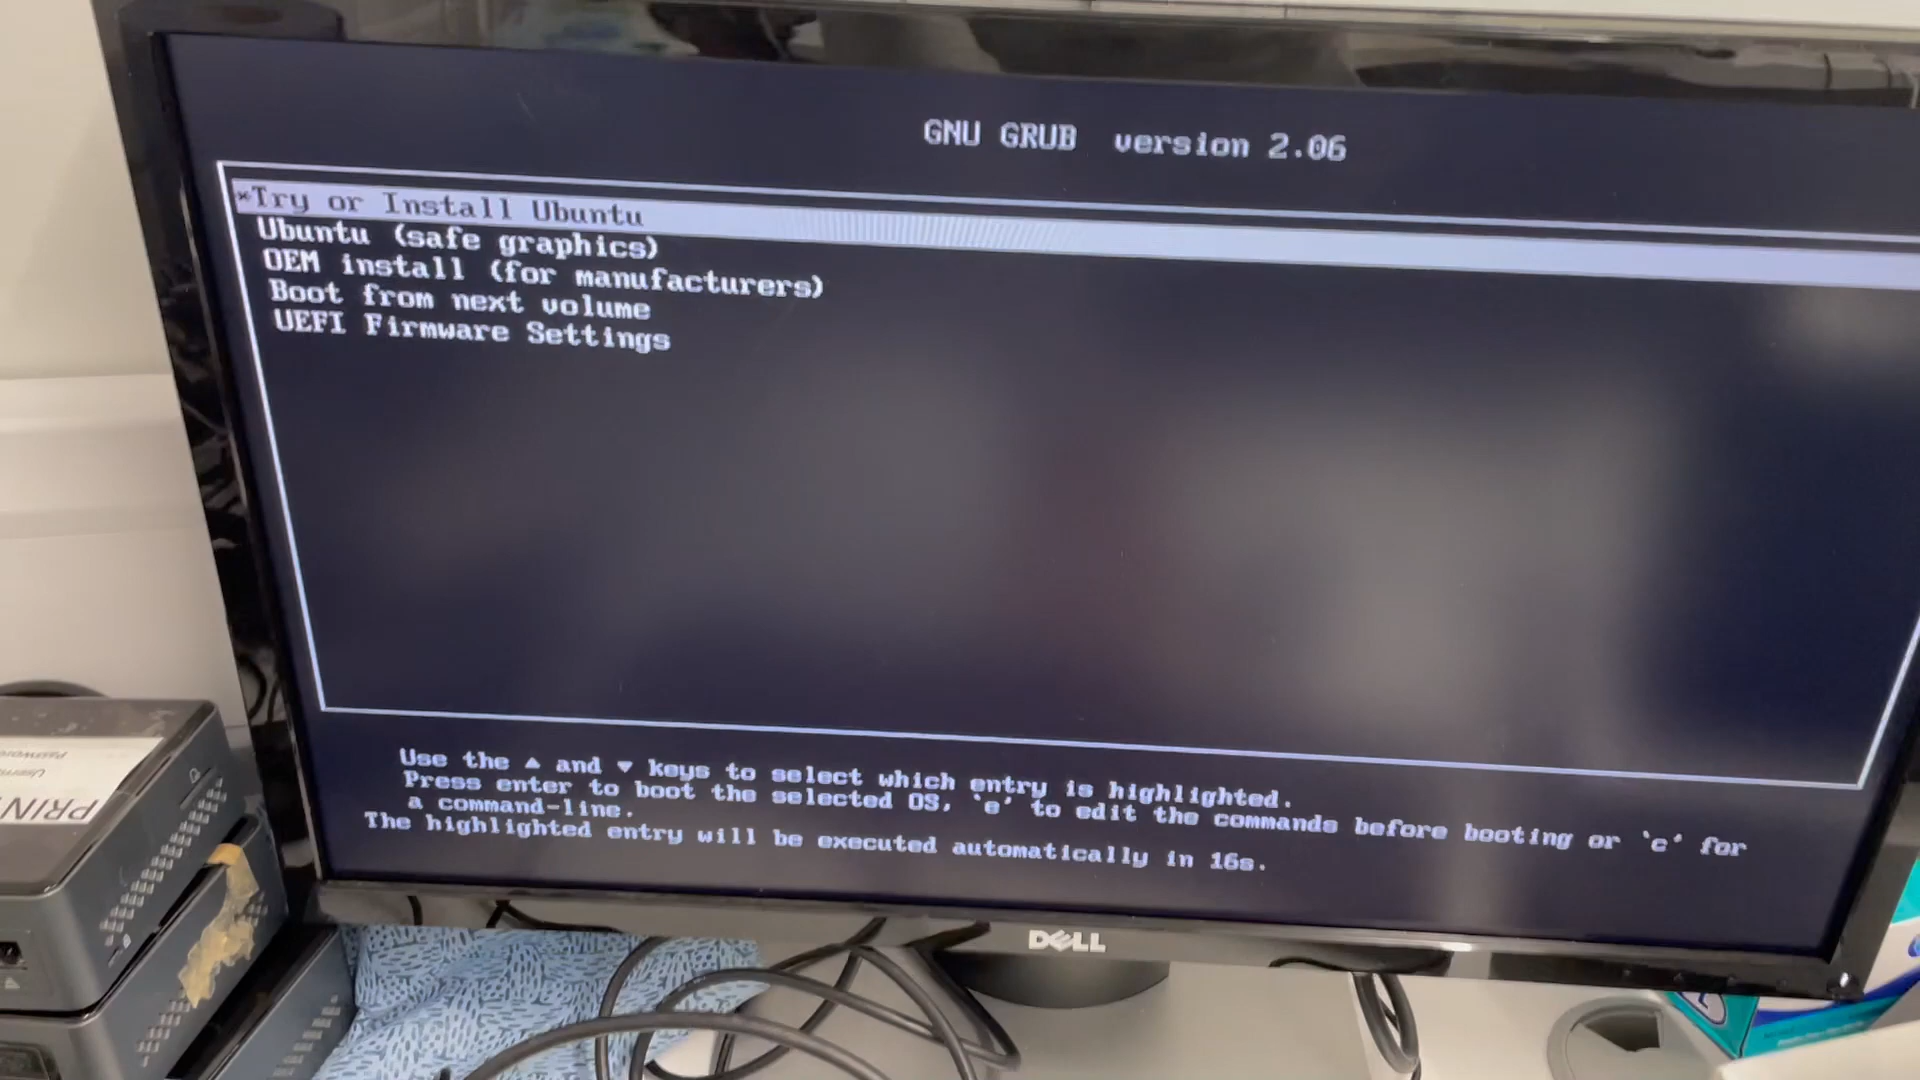 GNU GRUB version 2.06
*Try or Install Ubuntu
Ubuntu (safe graphics)
OEM install (for manufacturers)
Boot from next volume
UEFI Firmware Settings
Use the ▲ and ▼ keys to select which entry is highlighted.
Press enter to boot the selected OS, `e' to edit the commands before booting or `c' for
a command-line.
The highlighted entry will be executed automatically in 16s.
DELL
Password
PRIN